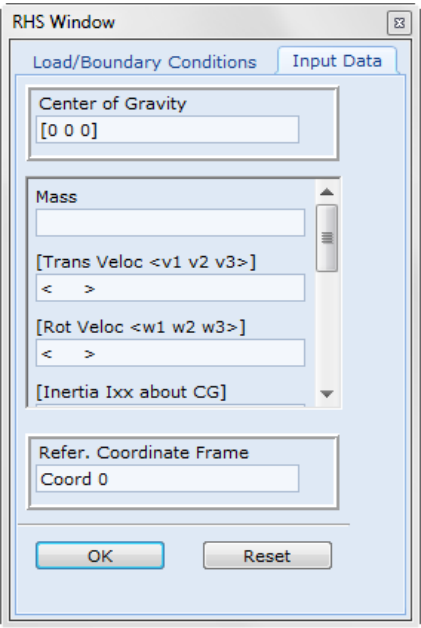 RHS Window
Load/Boundary Conditions Input Data
Center of Gravity
[0 0 0]
Mass
[Trans Veloc <v1 v2 v3>]
< >
[Rot Veloc <w1 w2 w3>]
< >
[Inertia Ixx about CG]
Refer. Coordinate Frame
Coord 0
OK Reset